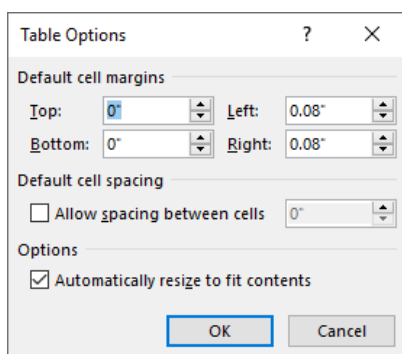 Table Options ? ×
Default cell margins
Top: 0" Left: 0.08"
Bottom: 0" Right: 0.08"
Default cell spacing
Allow spacing between cells 0"
Options
Automatically resize to fit contents
OK Cancel